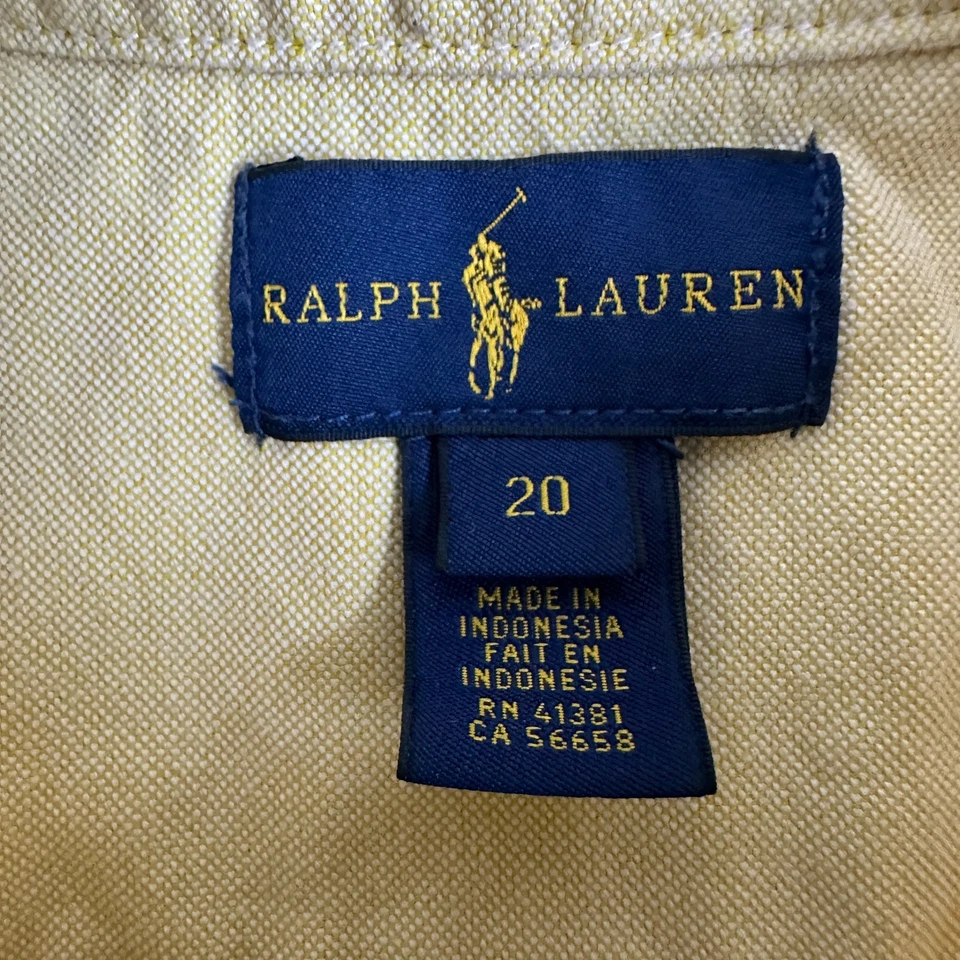 RALPH LAUREN
20
MADE IN
INDONESIA
FAIT EN
INDONESIE
RN 41381
CA 56658